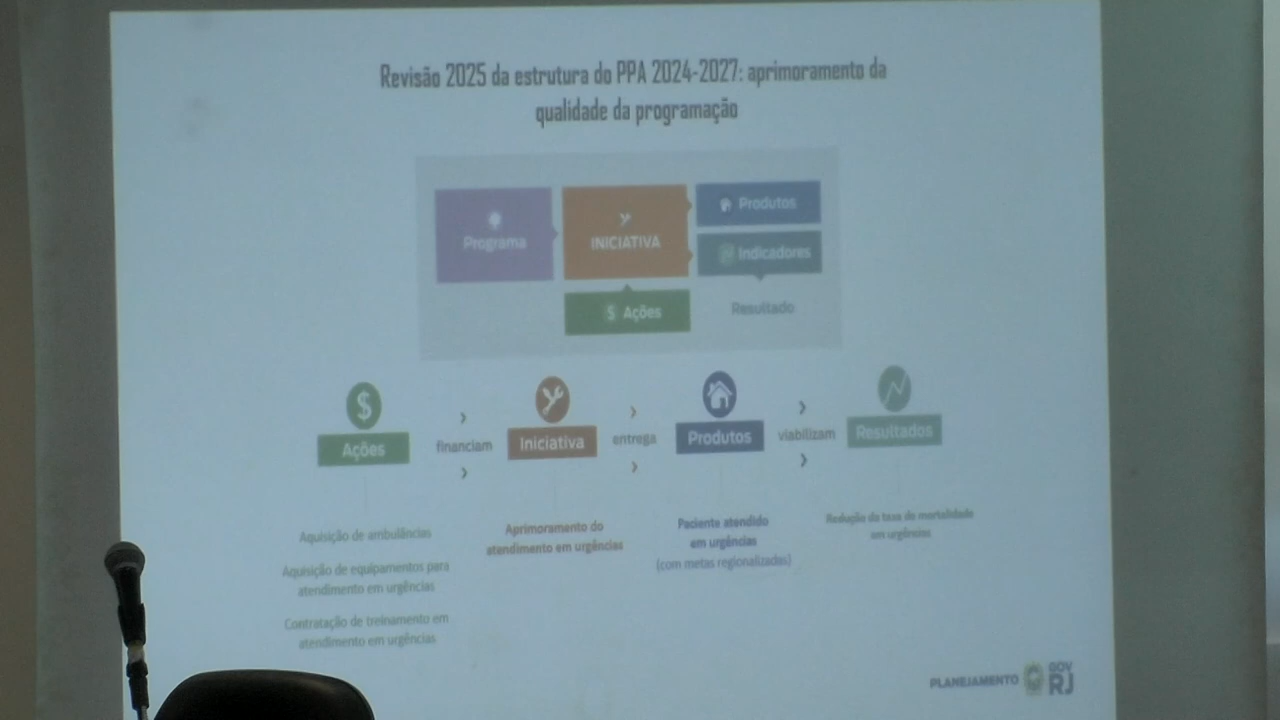 Revisão 2025 da estrutura do PPA 2024-2027: aprimoramento da
qualidade da programação
Programa
INICIATIVA
Produtos
Indicadores
$ Ações
Resultado
$
Ações
financiam
Iniciativa
entrega
Produtos
viabilizam
Resultados
Aquisição de ambulâncias
Aquisição de equipamentos para
atendimento em urgências
Contratação de treinamento em
atendimento em urgências
Aprimoramento do
atendimento em urgências
Paciente atendido
em urgências
(com metas regionalizadas)
Redução da taxa de mortalidade
em urgências
PLANEJAMENTO
GOV
RJ